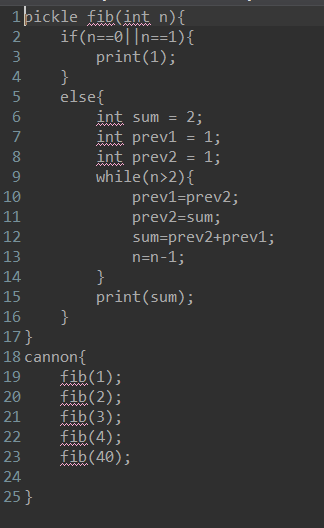 1 pickle fib(int n){
2     if(n==0||n==1){
3         print(1);
4     }
5     else{
6         int sum = 2;
7         int prev1 = 1;
8         int prev2 = 1;
9         while(n>2){
10             prev1=prev2;
11             prev2=sum;
12             sum=prev2+prev1;
13             n=n-1;
14         }
15         print(sum);
16     }
17 }
18 cannon{
19     fib(1);
20     fib(2);
21     fib(3);
22     fib(4);
23     fib(40);
24
25 }